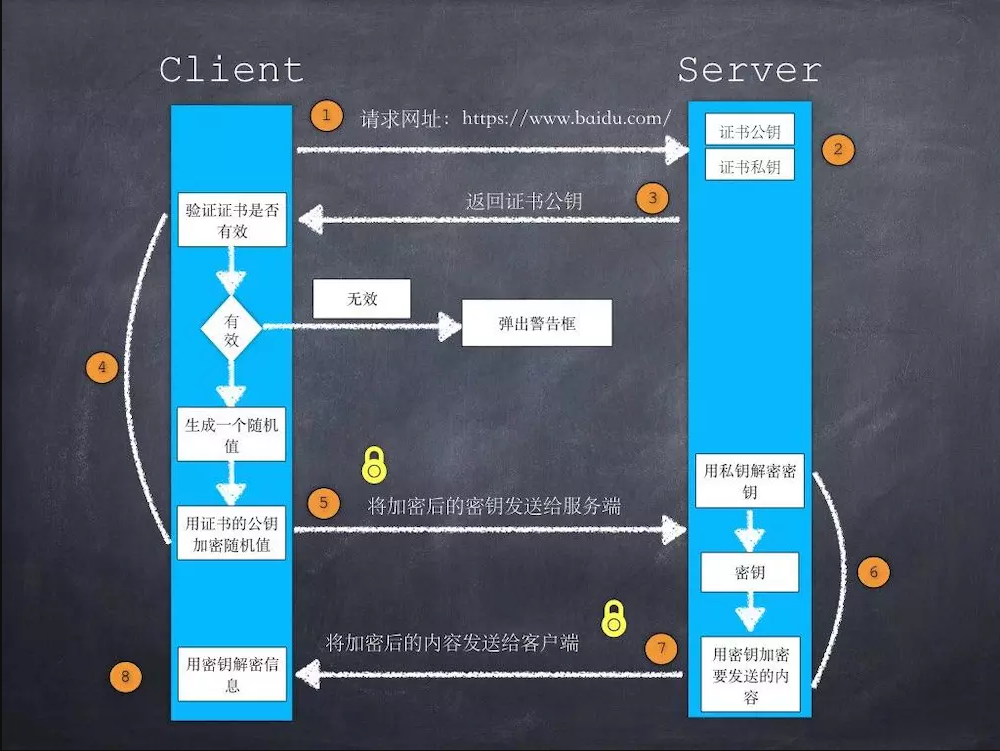 Client
Server
1
请求网址：https://www.baidu.com/
证书公钥
证书私钥
2
返回证书公钥
3
验证证书是否
有效
有
效
无效
弹出警告框
4
生成一个随机
值
用证书的公钥
加密随机值
5
将加密后的密钥发送给服务端
用私钥解密密
钥
密钥
用密钥加密
要发送的内
容
6
将加密后的内容发送给客户端
7
用密钥解密信
息
8